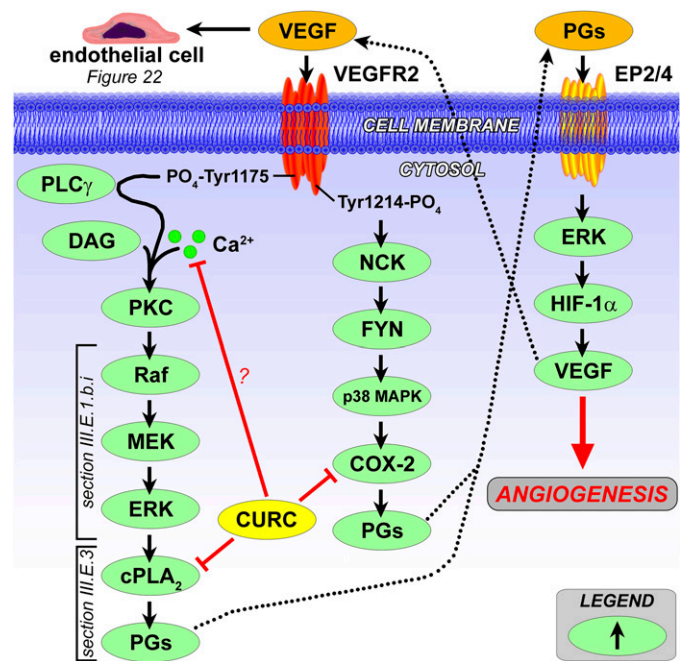 VEGF
PGs
endothelial cell
Figure 22
VEGFR2
EP2/4
CELL MEMBRANE
CYTOSOL
PLCγ
PO₄-Tyr1175
Tyr1214-PO₄
DAG
Ca²⁺
PKC
Raf
MEK
ERK
cPLA₂
PGs
section III.E.1.b.i
section III.E.3
?
CURC
NCK
FYN
p38 MAPK
COX-2
PGs
ERK
HIF-1α
VEGF
ANGIOGENESIS
LEGEND